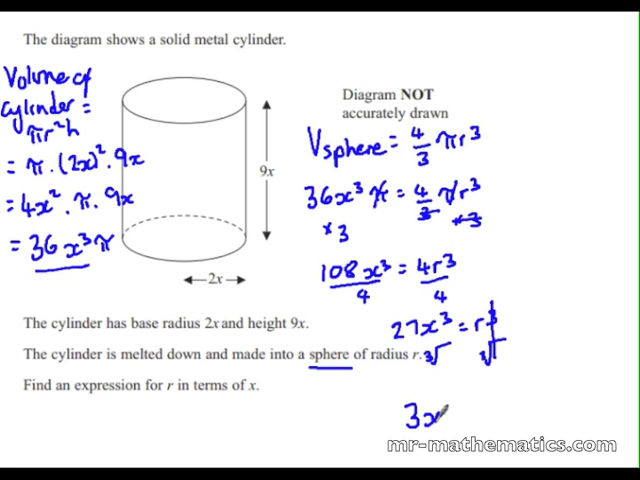 The diagram shows a solid metal cylinder.
Volume of
cylinder =
πr²h
= π . (2x)² . 9x
= 4x² . π . 9x
= 36x³π
9x
2x
Diagram NOT
accurately drawn
Vsphere = 4/3 πr³
36x³π = 4/3 πr³
×3 ×3
108x³/4 = 4r³/4
27x³ = r³
³√ ³√
The cylinder has base radius 2x and height 9x.
The cylinder is melted down and made into a sphere of radius r.
Find an expression for r in terms of x.
3x
mr-mathematics.com